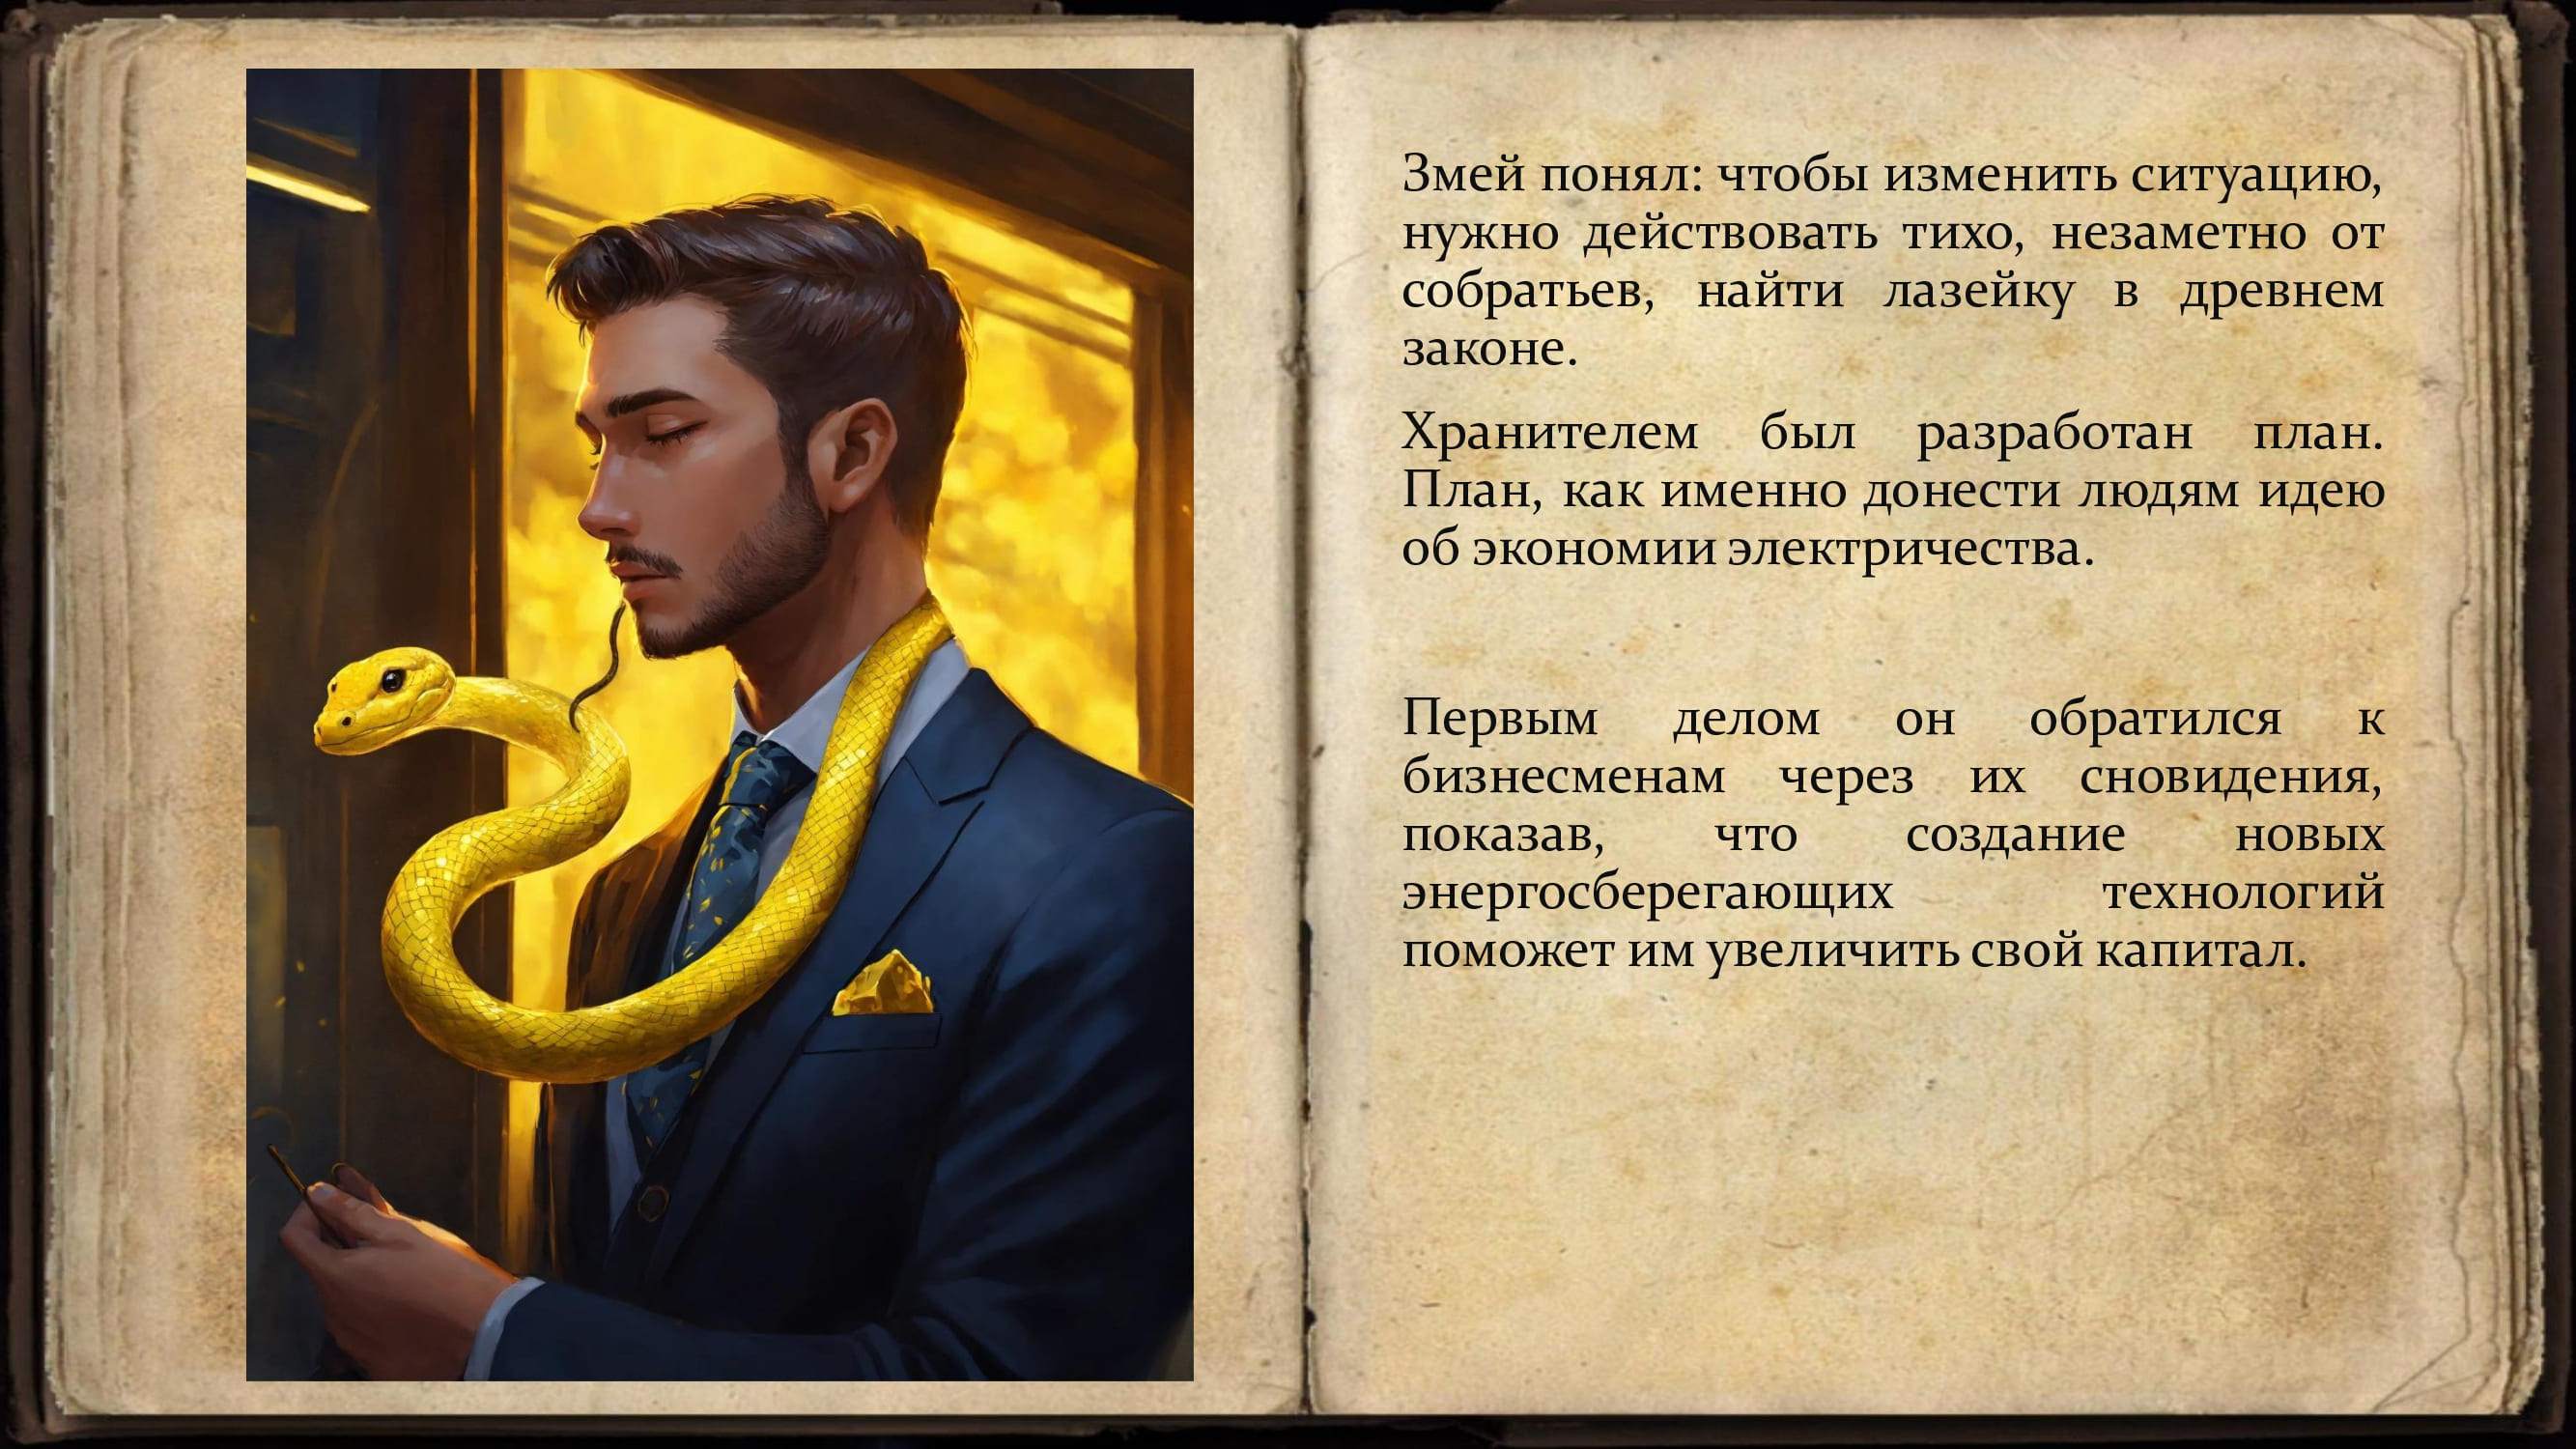 Змей понял: чтобы изменить ситуацию,
нужно действовать тихо, незаметно от
собратьев, найти лазейку в древнем
законе.
Хранителем был разработан план.
План, как именно донести людям идею
об экономии электричества.
Первым делом он обратился к
бизнесменам через их сновидения,
показав, что создание новых
энергосберегающих технологий
поможет им увеличить свой капитал.